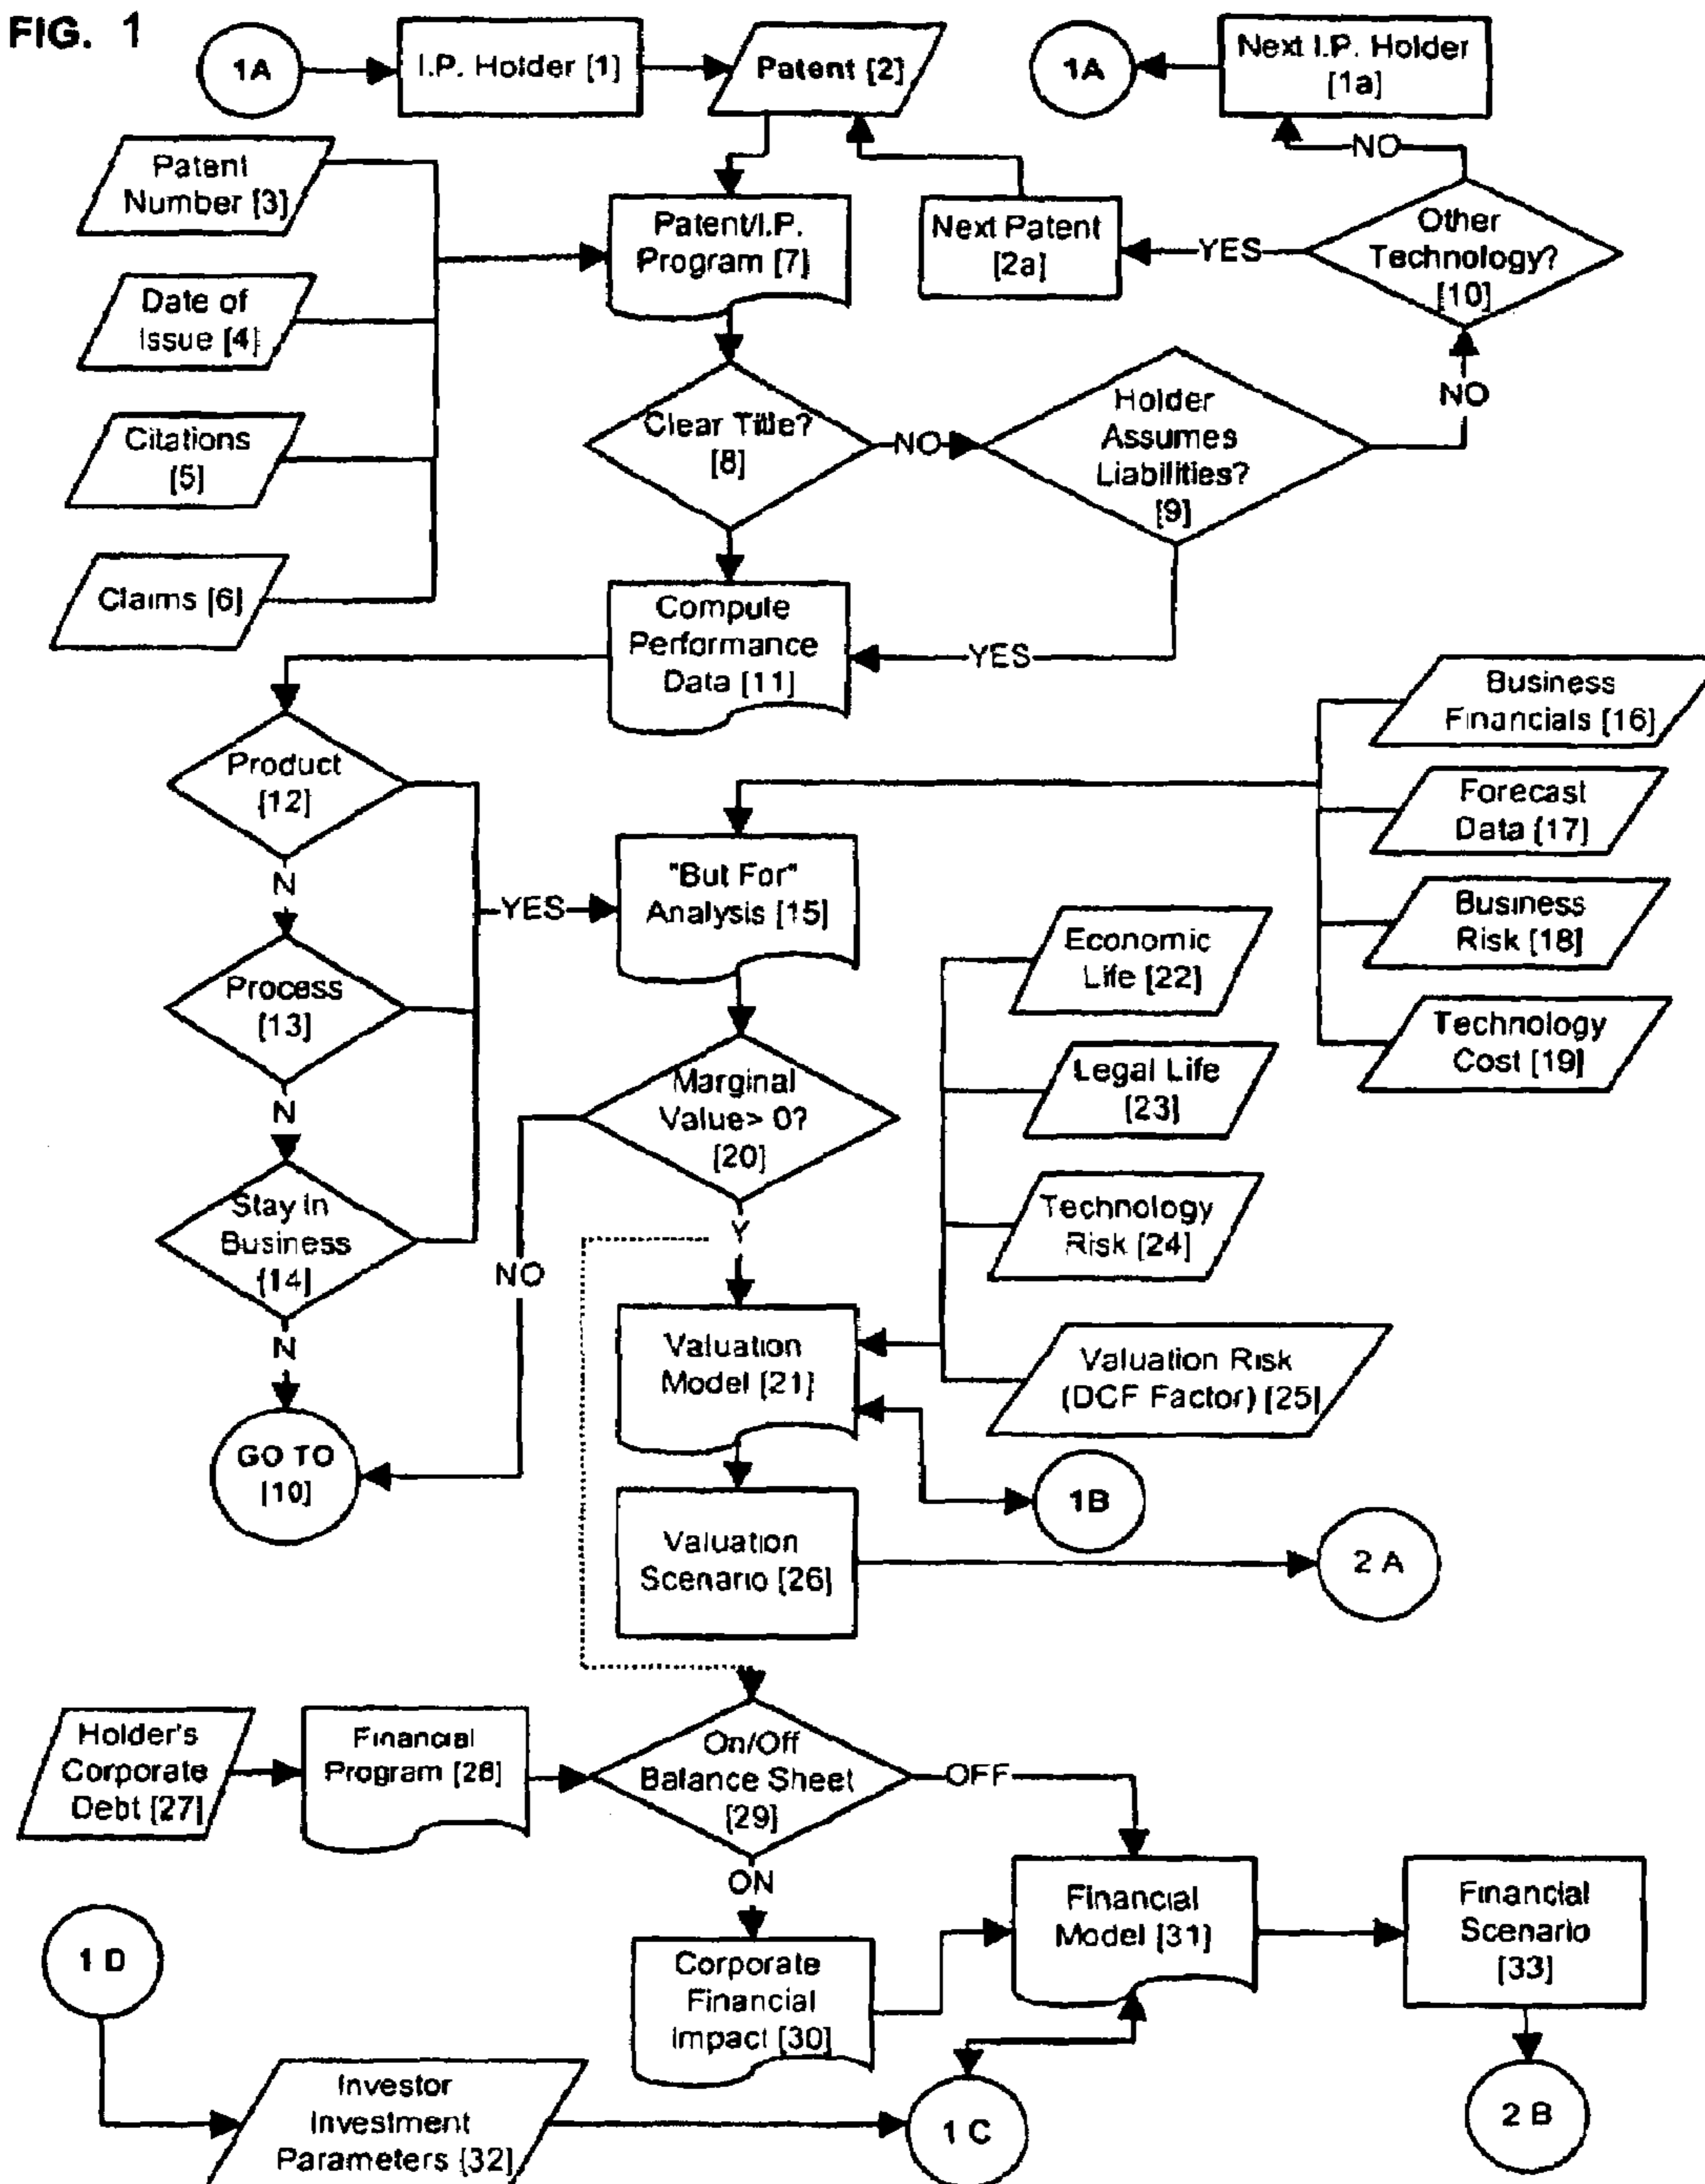 FIG. 1
1A
I.P. Holder [1]
Patent [2]
1A
Next I.P. Holder
[1a]
NO
Patent
Number [3]
Patent/I.P.
Program [7]
Next Patent
[2a]
YES
Other
Technology?
[10]
Date of
Issue [4]
NO
Citations
[5]
Clear Title?
[8]
NO
Holder
Assumes
Liabilities?
[9]
Claims [6]
Compute
Performance
Data [11]
YES
Business
Financials [16]
Product
[12]
Forecast
Data [17]
N
"But For"
Analysis [15]
YES
Business
Risk [18]
Economic
Life [22]
Process
[13]
Technology
Cost [19]
N
Marginal
Value> 0?
[20]
Legal Life
[23]
Stay In
Business
[14]
Y
Technology
Risk [24]
NO
N
Valuation
Model [21]
Valuation Risk
(DCF Factor) [25]
GO TO
[10]
1B
Valuation
Scenario [26]
2 A
Holder's
Corporate
Debt [27]
Financial
Program [28]
On/Off
Balance Sheet
[29]
OFF
ON
1 D
Corporate
Financial
Impact [30]
Financial
Model [31]
Financial
Scenario
[33]
Investor
Investment
Parameters [32]
1 C
2 B